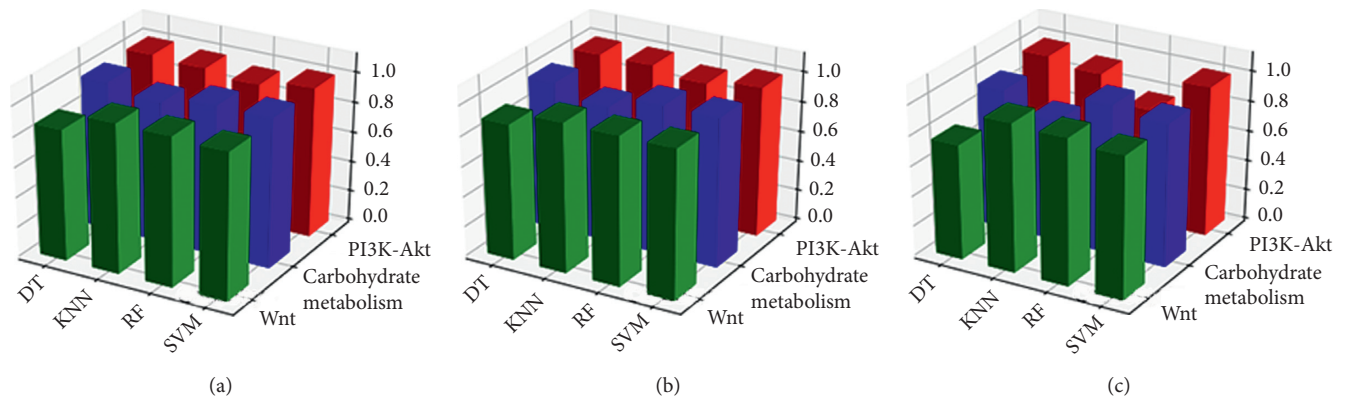 1.0
0.8
0.6
0.4
0.2
0.0
PI3K-Akt
Carbohydrate
metabolism
Wnt
DT
KNN
RF
SVM
(a)
1.0
0.8
0.6
0.4
0.2
0.0
PI3K-Akt
Carbohydrate
metabolism
Wnt
DT
KNN
RF
SVM
(b)
1.0
0.8
0.6
0.4
0.2
0.0
PI3K-Akt
Carbohydrate
metabolism
Wnt
DT
KNN
RF
SVM
(c)